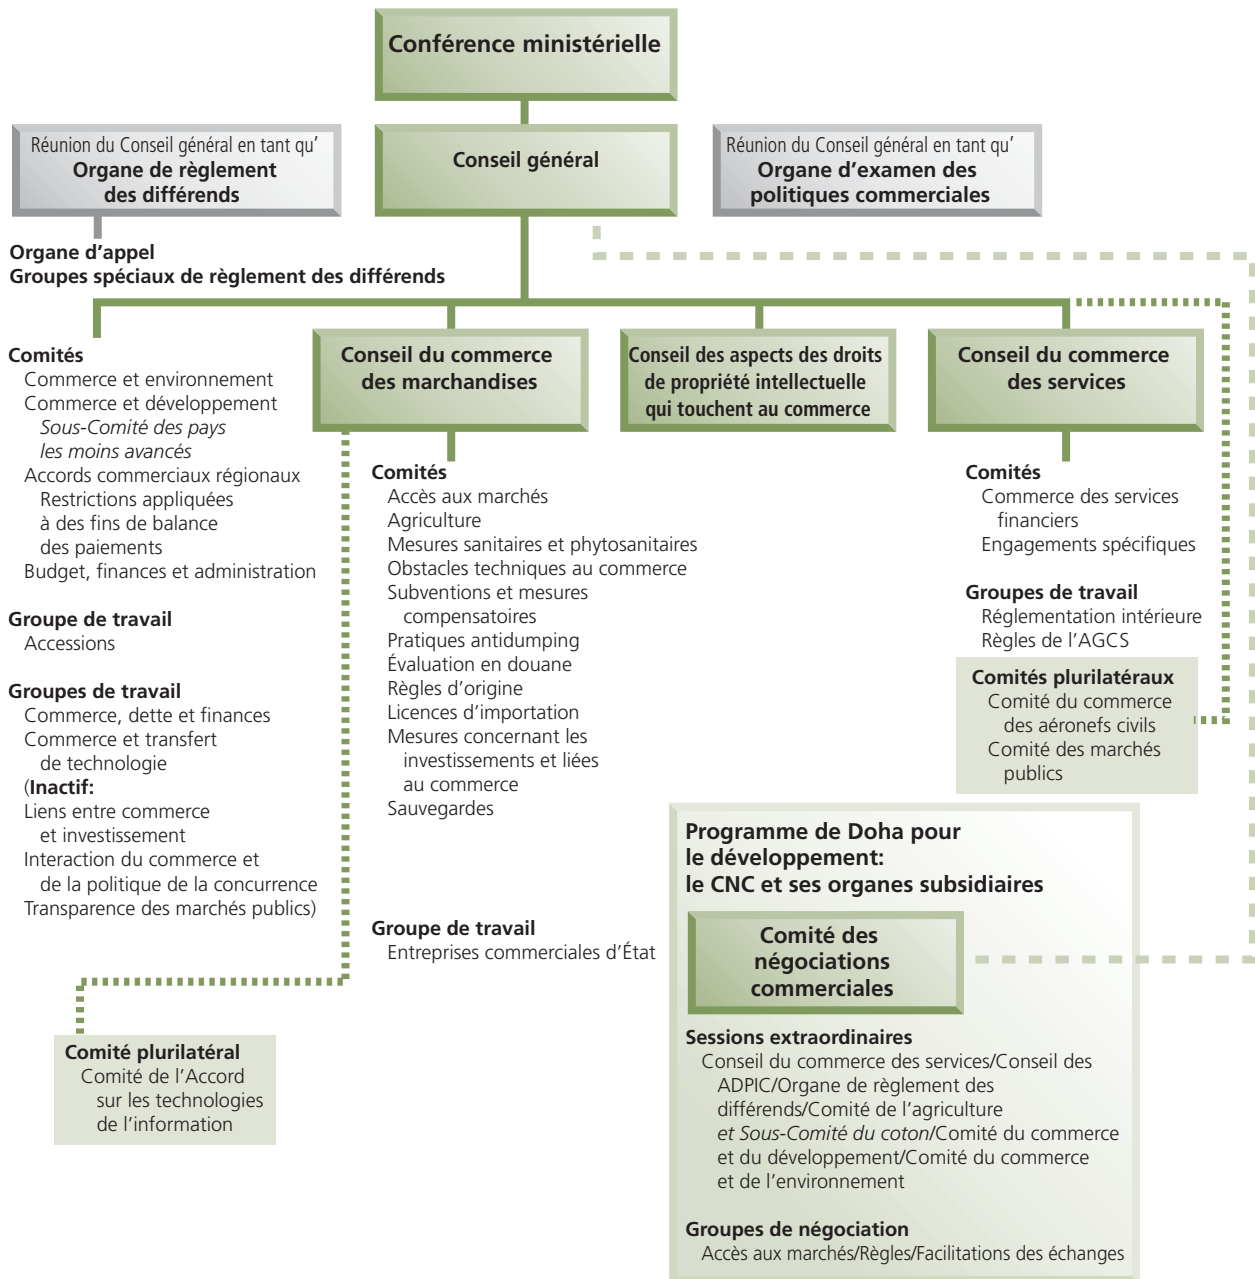 Conférence ministérielle
Réunion du Conseil général en tant qu'
Organe de règlement
des différends
Conseil général
Réunion du Conseil général en tant qu'
Organe d'examen des
politiques commerciales
Organe d'appel
Groupes spéciaux de règlement des différends
Comités
Commerce et environnement
Commerce et développement
Sous-Comité des pays
les moins avancés
Accords commerciaux régionaux
Restrictions appliquées
à des fins de balance
des paiements
Budget, finances et administration
Groupe de travail
Accessions
Groupes de travail
Commerce, dette et finances
Commerce et transfert
de technologie
(Inactif:
Liens entre commerce
et investissement
Interaction du commerce et
de la politique de la concurrence
Transparence des marchés publics)
Comité plurilatéral
Comité de l'Accord
sur les technologies
de l'information
Conseil du commerce
des marchandises
Comités
Accès aux marchés
Agriculture
Mesures sanitaires et phytosanitaires
Obstacles techniques au commerce
Subventions et mesures
compensatoires
Pratiques antidumping
Évaluation en douane
Règles d'origine
Licences d'importation
Mesures concernant les
investissements et liées
au commerce
Sauvegardes
Groupe de travail
Entreprises commerciales d'État
Conseil des aspects des droits
de propriété intellectuelle
qui touchent au commerce
Conseil du commerce
des services
Comités
Commerce des services
financiers
Engagements spécifiques
Groupes de travail
Réglementation intérieure
Règles de l'AGCS
Comités plurilatéraux
Comité du commerce
des aéronefs civils
Comité des marchés
publics
Programme de Doha pour
le développement:
le CNC et ses organes subsidiaires
Comité des
négociations
commerciales
Sessions extraordinaires
Conseil du commerce des services/Conseil des
ADPIC/Organe de règlement des
différends/Comité de l'agriculture
et Sous-Comité du coton/Comité du commerce
et du développement/Comité du commerce
et de l'environnement
Groupes de négociation
Accès aux marchés/Règles/Facilitations des échanges